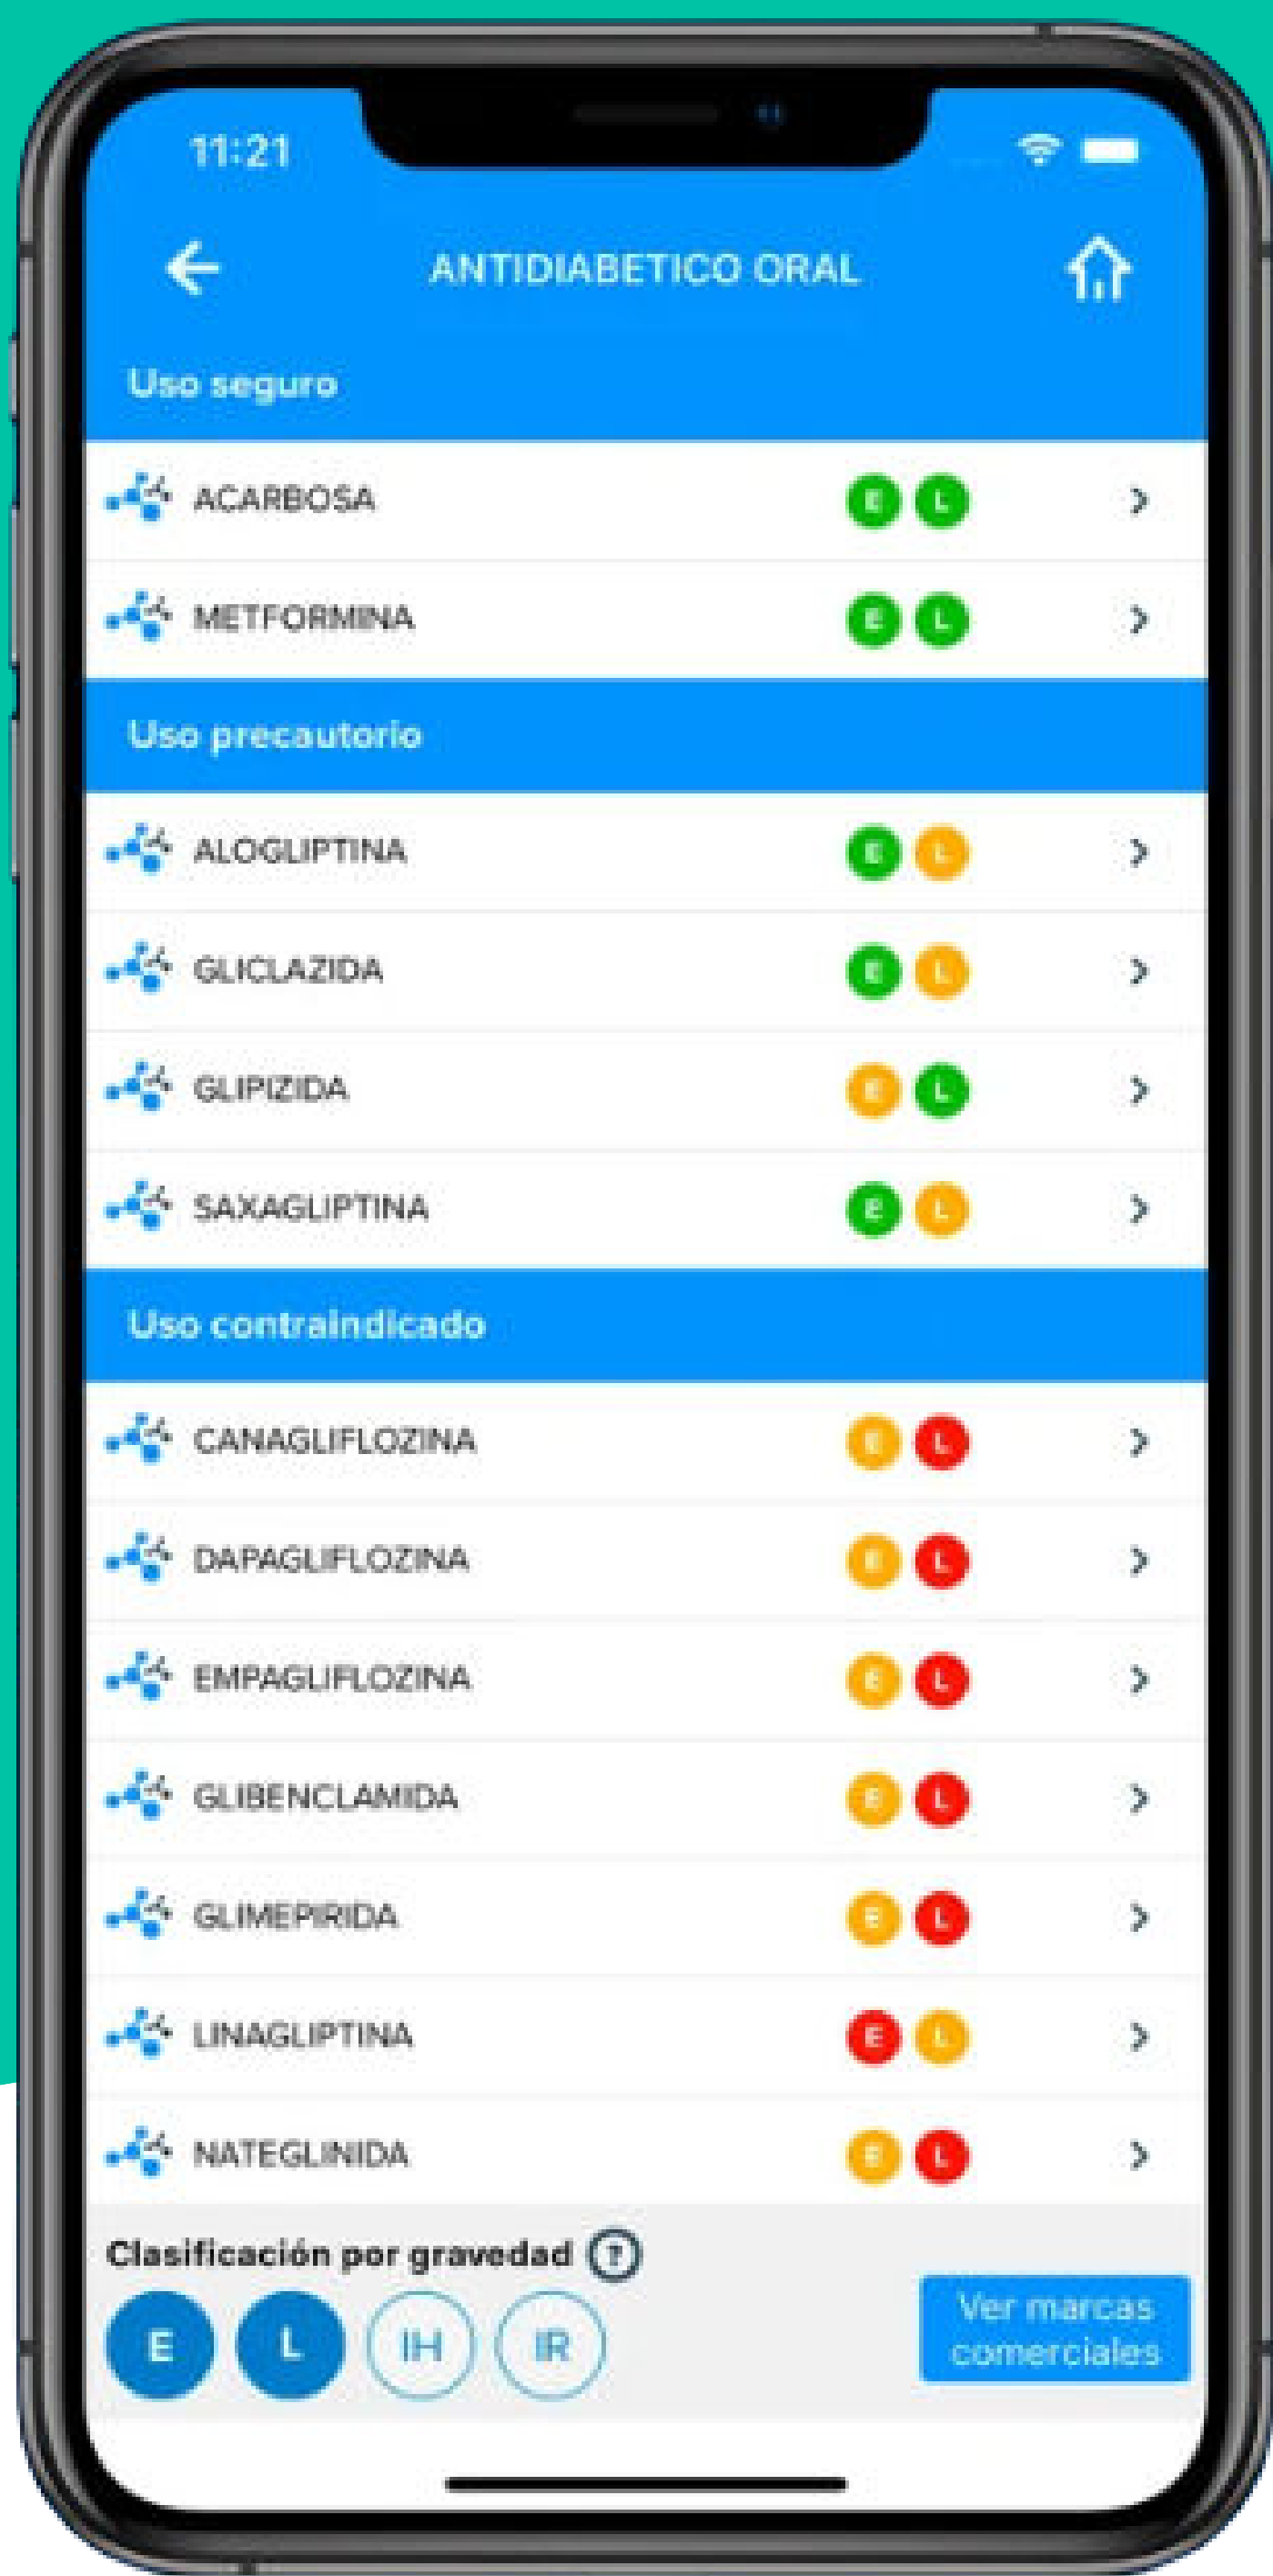 11:21
ANTIDIABETICO ORAL
Uso seguro
ACARBOSA E L
METFORMINA E L
Uso precautorio
ALOGLIPTINA E L
GLICLAZIDA E L
GLIPIZIDA E L
SAXAGLIPTINA E L
Uso contraindicado
CANAGLIFLOZINA E L
DAPAGLIFLOZINA E L
EMPAGLIFLOZINA E L
GLIBENCLAMIDA E L
GLIMEPIRIDA E L
LINAGLIPTINA E L
NATEGLINIDA E L
Clasificación por gravedad ?
E L IH IR
Ver marcas
comerciales